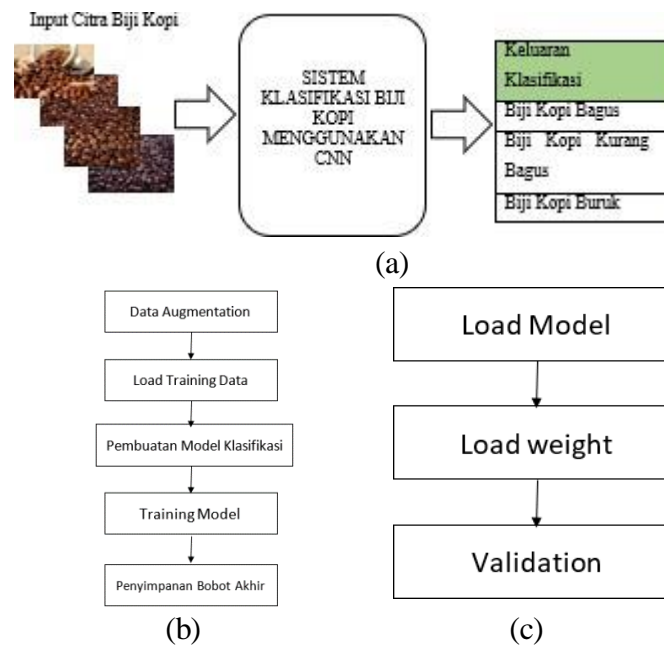 Input Citra Biji Kopi
SISTEM
KLASIFIKASI BIJI
KOPI
MENGGUNAKAN
CNN
Keluaran
Klasifikasi
Biji Kopi Bagus
Biji Kopi Kurang
Bagus
Biji Kopi Buruk
(a)
Data Augmentation
Load Training Data
Pembuatan Model Klasifikasi
Training Model
Penyimpanan Bobot Akhir
(b)
Load Model
Load weight
Validation
(c)